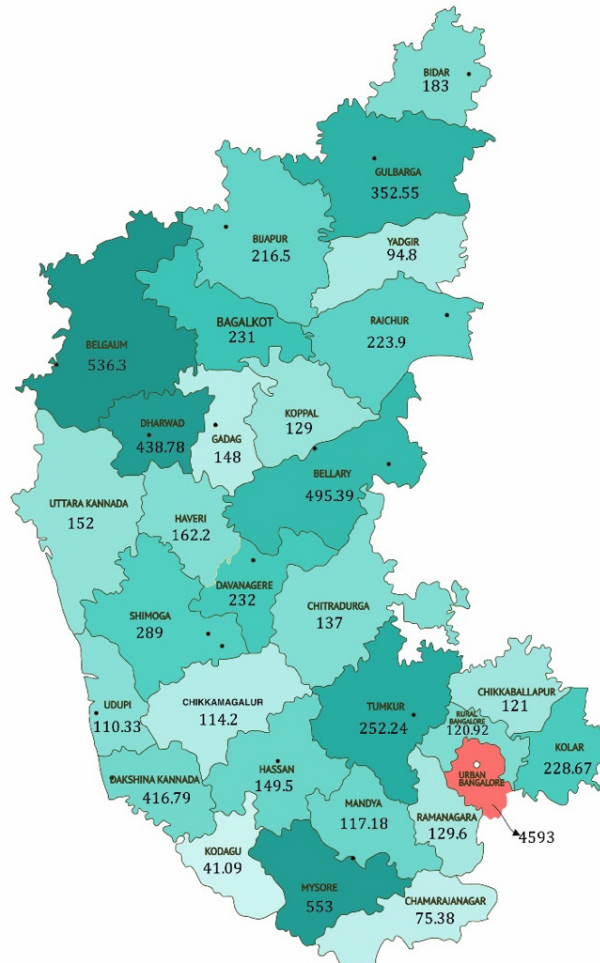 BIDAR
183
GULBARGA
352.55
BIJAPUR
216.5
YADGIR
94.8
BAGALKOT
231
RAICHUR
223.9
BELGAUM
536.3
DHARWAD
438.78
GADAG
148
KOPPAL
129
BELLARY
495.39
UTTARA KANNADA
152
HAVERI
162.2
DAVANAGERE
232
CHITRADURGA
137
SHIMOGA
289
CHIKKAMAGALUR
114.2
UDUPI
110.33
TUMKUR
252.24
CHIKKABALLAPUR
121
RURAL
BANGALORE
120.92
KOLAR
228.67
URBAN
BANGALORE
4593
DAKSHINA KANNADA
416.79
HASSAN
149.5
MANDYA
117.18
RAMANAGARA
129.6
KODAGU
41.09
MYSORE
553
CHAMARAJANAGAR
75.38